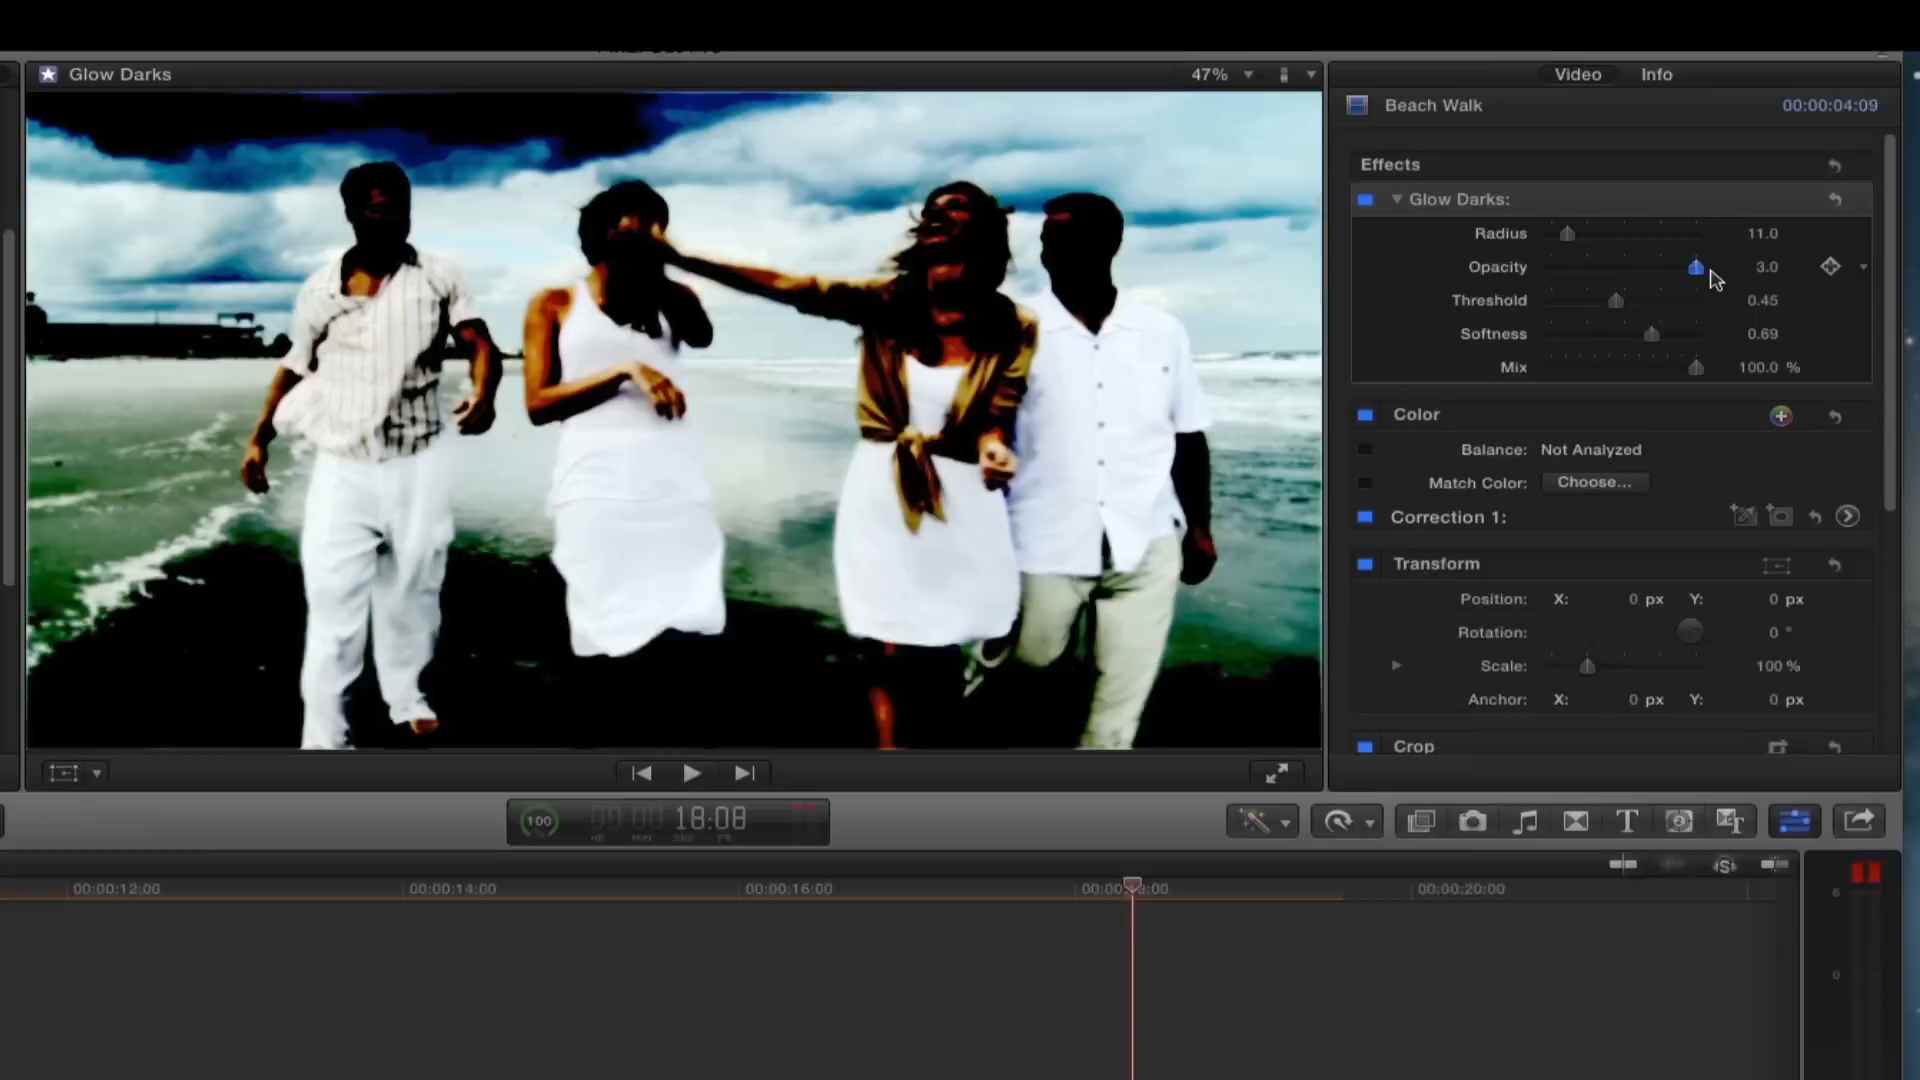 Glow Darks
47%
Video Info
Beach Walk 00:00:04:09
Effects
Glow Darks:
Radius 11.0
Opacity 3.0
Threshold 0.45
Softness 0.69
Mix 100.0 %
Color
Balance: Not Analyzed
Match Color: Choose...
Correction 1:
Transform
Position: X: 0 px Y: 0 px
Rotation: 0 °
Scale: 100 %
Anchor: X: 0 px Y: 0 px
Crop
100 18:08
00:00:12:00 00:00:14:00 00:00:16:00 00:00:20:00
6
0